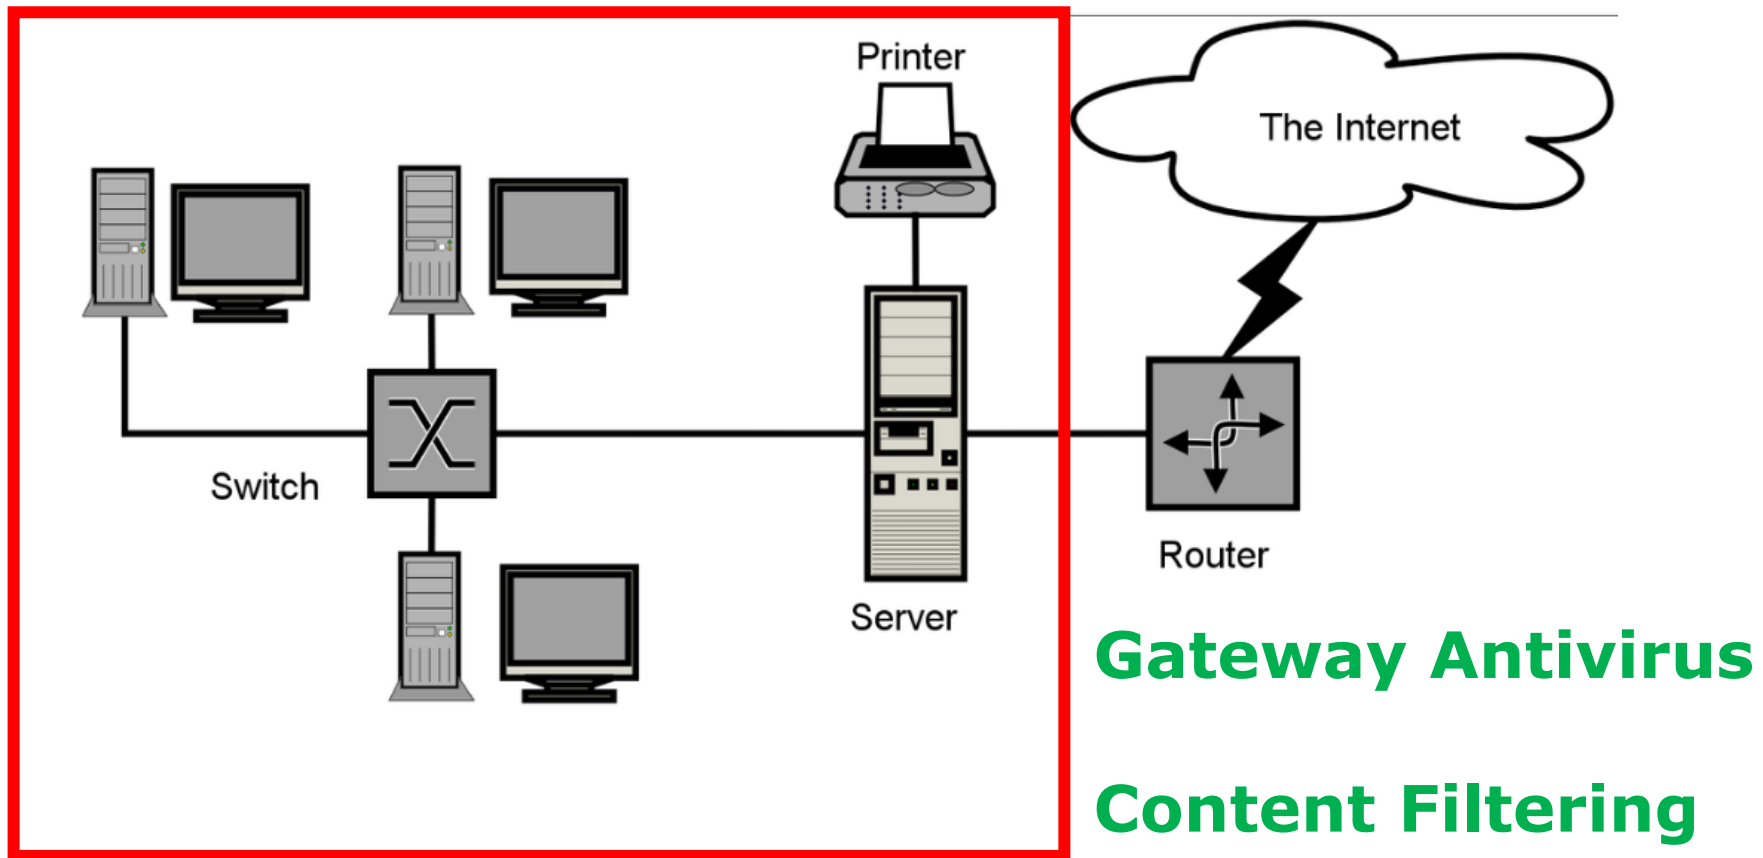 Printer
The Internet
Switch
Server
Router
Gateway Antivirus
Content Filtering